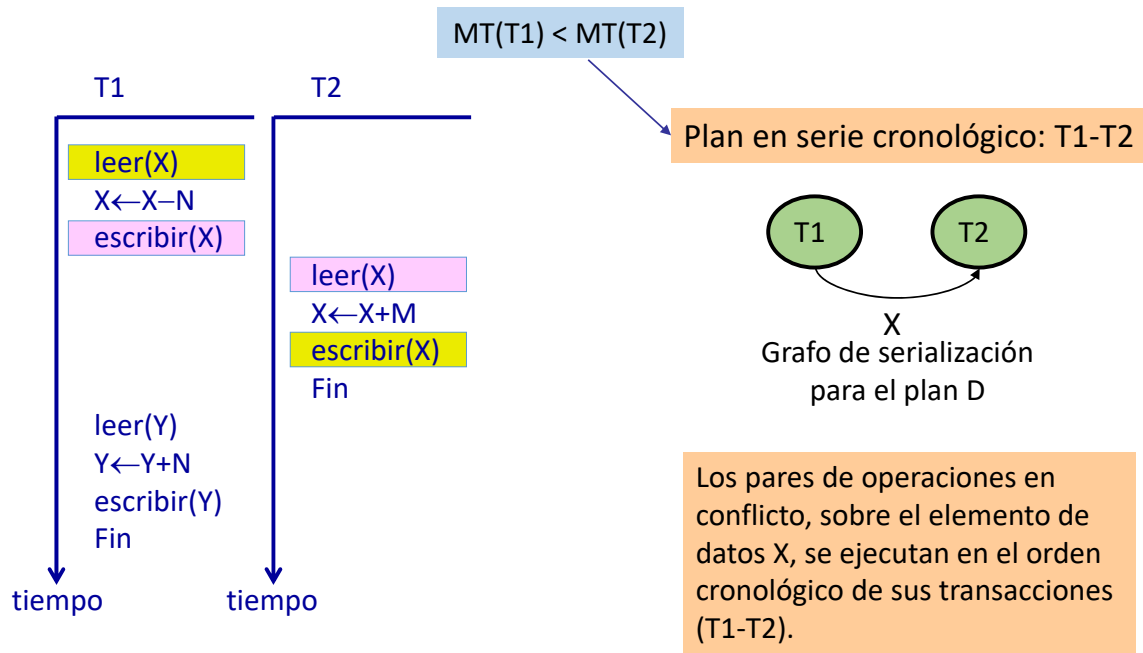 MT(T1) < MT(T2)
T1
T2
Plan en serie cronológico: T1-T2
leer(X)
X←X–N
escribir(X)
leer(X)
X←X+M
escribir(X)
Fin
leer(Y)
Y←Y+N
escribir(Y)
Fin
tiempo
tiempo
T1
T2
X
Grafo de serialización
para el plan D
Los pares de operaciones en
conflicto, sobre el elemento de
datos X, se ejecutan en el orden
cronológico de sus transacciones
(T1-T2).